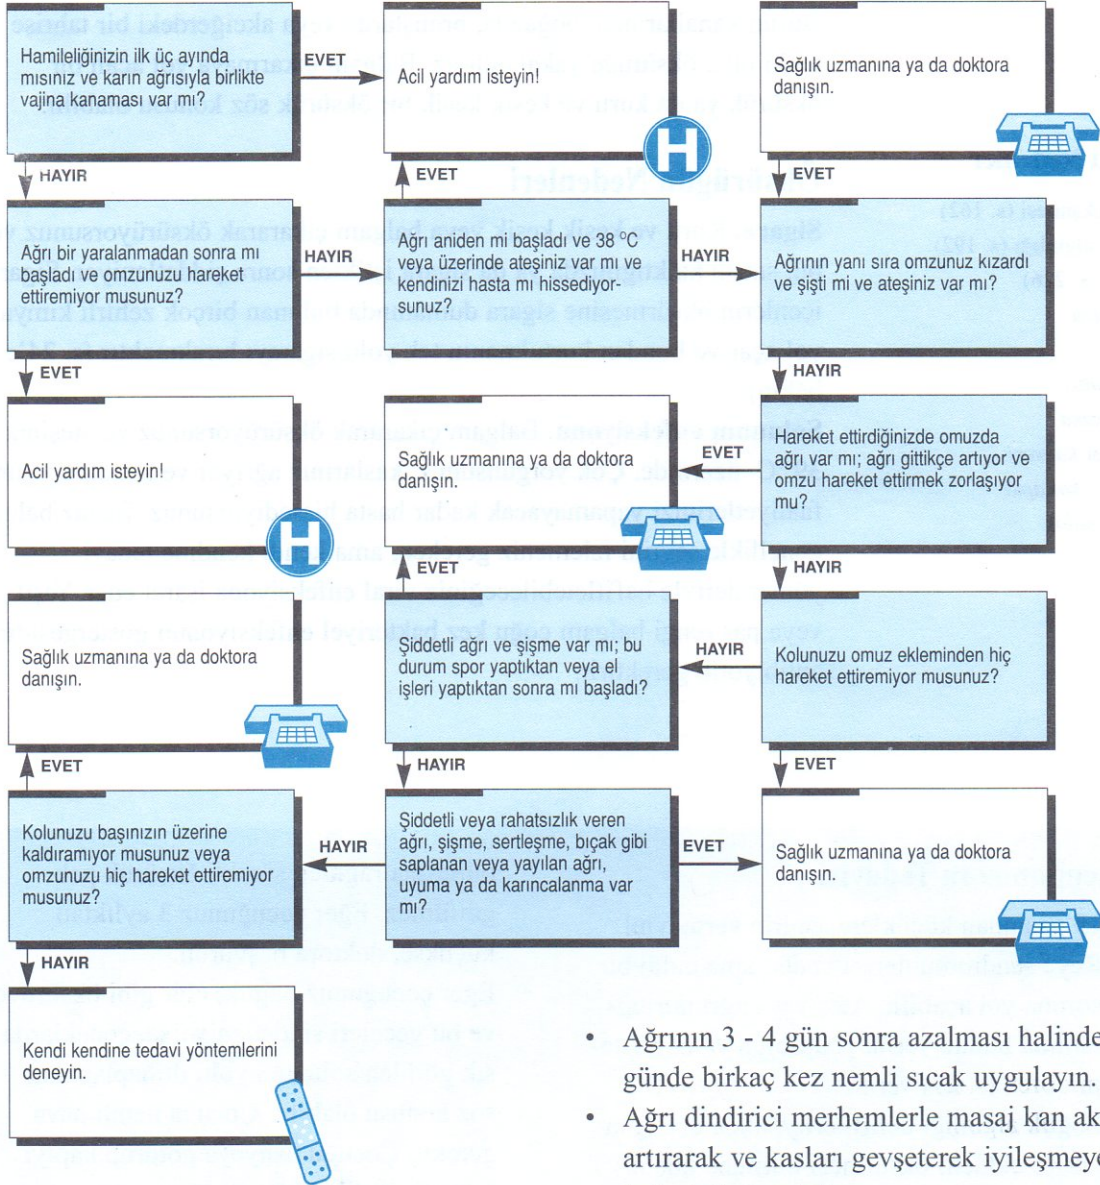 Hamileliğinizin ilk üç ayında
mısınız ve karın ağrısıyla birlikte
vajina kanaması var mı?
EVET
Acil yardım isteyin!
H
Sağlık uzmanına ya da doktora
danışın.
HAYIR
EVET
EVET
Ağrı bir yaralanmadan sonra mı
başladı ve omzunuzu hareket
ettiremiyor musunuz?
HAYIR
Ağrı aniden mi başladı ve 38 °C
veya üzerinde ateşiniz var mı ve
kendinizi hasta mı hissediyor-
sunuz?
HAYIR
Ağrının yanı sıra omzunuz kızardı
ve şişti mi ve ateşiniz var mı?
EVET
HAYIR
Acil yardım isteyin!
H
Sağlık uzmanına ya da doktora
danışın.
EVET
Hareket ettirdiğinizde omuzda
ağrı var mı; ağrı gittikçe artıyor ve
omzu hareket ettirmek zorlaşıyor
mu?
EVET
HAYIR
Sağlık uzmanına ya da doktora
danışın.
Şiddetli ağrı ve şişme var mı; bu
durum spor yaptıktan veya el
işleri yaptıktan sonra mı başladı?
HAYIR
Kolunuzu omuz ekleminden hiç
hareket ettiremiyor musunuz?
EVET
HAYIR
EVET
Kolunuzu başınızın üzerine
kaldıramıyor musunuz veya
omzunuzu hiç hareket ettiremiyor
musunuz?
HAYIR
Şiddetli veya rahatsızlık veren
ağrı, şişme, sertleşme, bıçak gibi
saplanan veya yayılan ağrı,
uyuma ya da karıncalanma var
mı?
EVET
Sağlık uzmanına ya da doktora
danışın.
HAYIR
Kendi kendine tedavi yöntemlerini
deneyin.
• Ağrının 3 - 4 gün sonra azalması halinde
günde birkaç kez nemli sıcak uygulayın.
• Ağrı dindirici merhemlerle masaj kan ak
artırarak ve kasları gevşeterek iyileşmeye